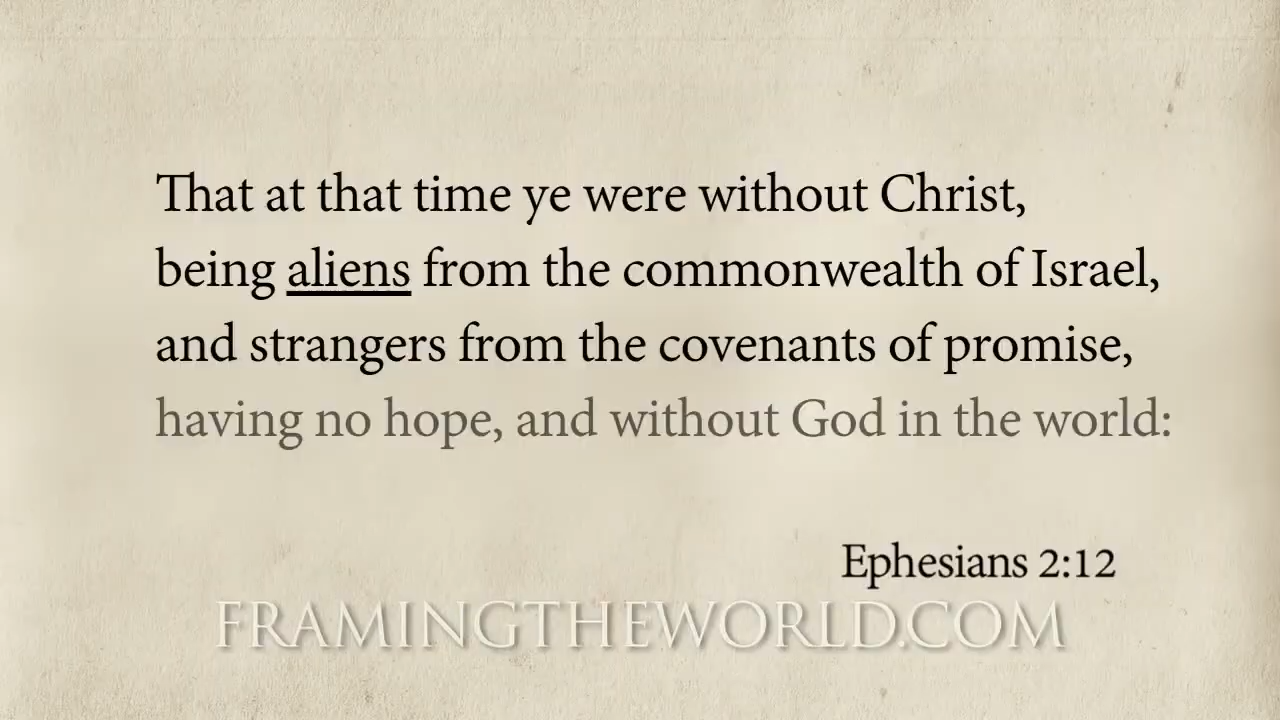 That at that time ye were without Christ,
being aliens from the commonwealth of Israel,
and strangers from the covenants of promise,
having no hope, and without God in the world:
Ephesians 2:12
FRAMINGTHEWORLD.COM